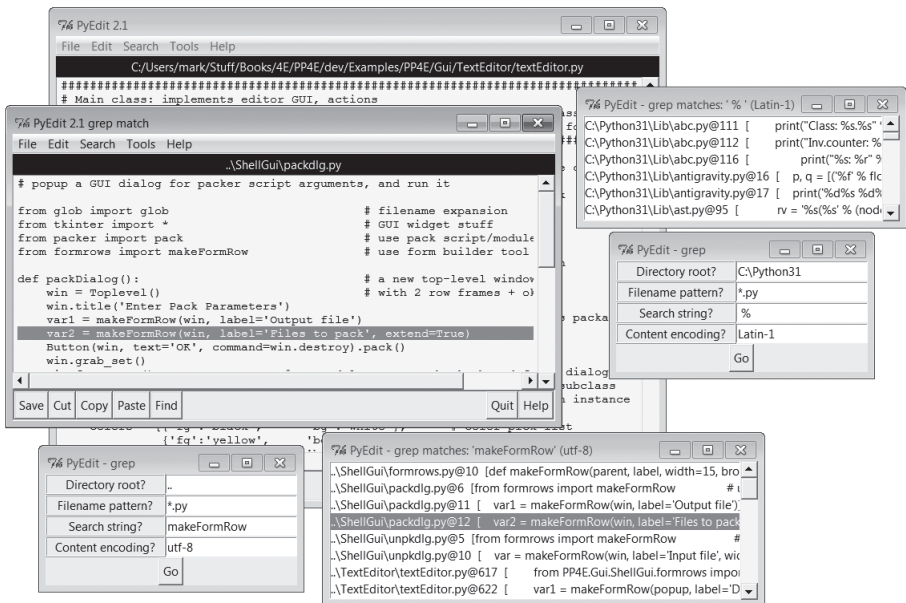 PyEdit 2.1
File Edit Search Tools Help
C:/Users/mark/Stuff/Books/4E/PP4E/dev/Examples/PP4E/Gui/TextEditor/textEditor.py
################################################################################
# Main class: implements editor GUI, actions
PyEdit 2.1 grep match
File Edit Search Tools Help
..\ShellGui\packdlg.py
# popup a GUI dialog for packer script arguments, and run it
from glob import glob # filename expansion
from tkinter import * # GUI widget stuff
from packer import pack # use pack script/module
from formrows import makeFormRow # use form builder tool
def packDialog(): # a new top-level window
win = Toplevel() # with 2 row frames + ok
win.title('Enter Pack Parameters')
var1 = makeFormRow(win, label='Output file')
var2 = makeFormRow(win, label='Files to pack', extend=True)
Button(win, text='OK', command=win.destroy).pack()
win.grab_set()
Save Cut Copy Paste Find Quit Help
packa
dialog
subclass
instance
{'fg':'yellow',
PyEdit - grep matches: ' % ' (Latin-1)
C:\Python31\Lib\abc.py@111 [ print("Class: %s.%s" %
C:\Python31\Lib\abc.py@112 [ print("Inv.counter: %
C:\Python31\Lib\abc.py@116 [ print("%s: %r" %
C:\Python31\Lib\antigravity.py@16 [ p, q = [('%f' % flo
C:\Python31\Lib\antigravity.py@17 [ print('%d%s %d%
C:\Python31\Lib\ast.py@95 [ rv = '%s(%s' % (node
PyEdit - grep
Directory root? C:\Python31
Filename pattern? *.py
Search string? %
Content encoding? Latin-1
Go
PyEdit - grep
Directory root? ..
Filename pattern? *.py
Search string? makeFormRow
Content encoding? utf-8
Go
PyEdit - grep matches: 'makeFormRow' (utf-8)
..\ShellGui\formrows.py@10 [def makeFormRow(parent, label, width=15, bro
..\ShellGui\packdlg.py@6 [from formrows import makeFormRow #
..\ShellGui\packdlg.py@11 [ var1 = makeFormRow(win, label='Output file')
..\ShellGui\packdlg.py@12 [ var2 = makeFormRow(win, label='Files to pack
..\ShellGui\unpkdlg.py@5 [from formrows import makeFormRow #
..\ShellGui\unpkdlg.py@10 [ var = makeFormRow(win, label='Input file', wid
..\TextEditor\textEditor.py@617 [ from PP4E.Gui.ShellGui.formrows impor
..\TextEditor\textEditor.py@622 [ var1 = makeFormRow(popup, label='D